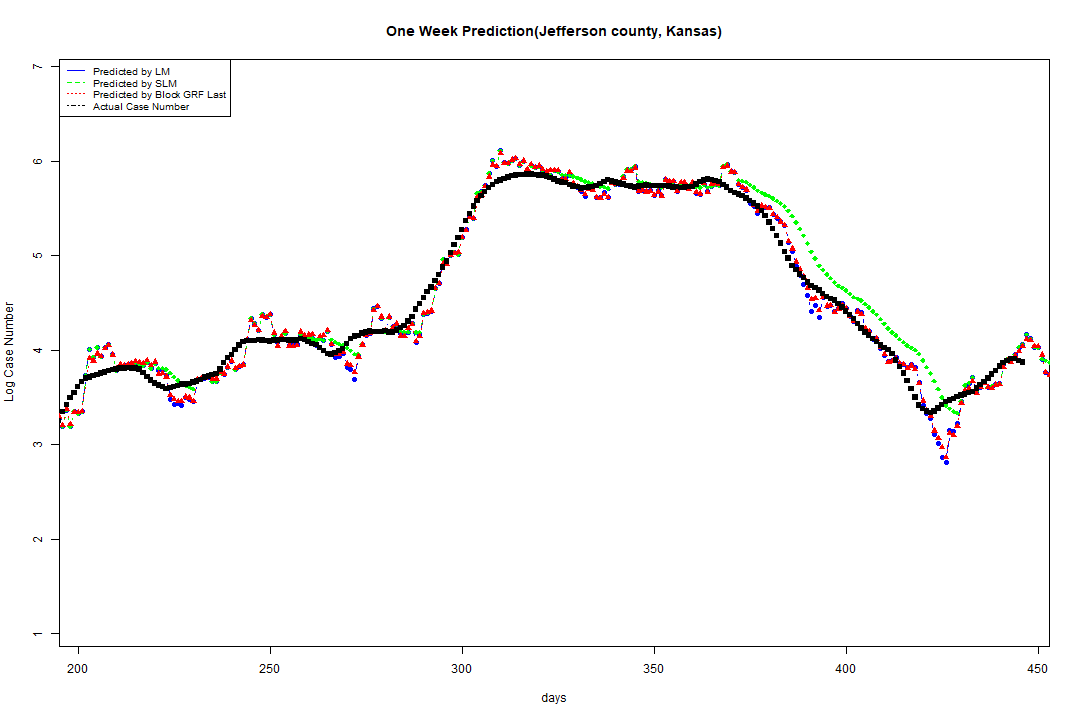 One Week Prediction(Jefferson county, Kansas)
Predicted by LM
Predicted by SLM
Predicted by Block GRF Last
Actual Case Number
7
6
5
4
3
2
1
Log Case Number
200 250 300 350 400 450
days